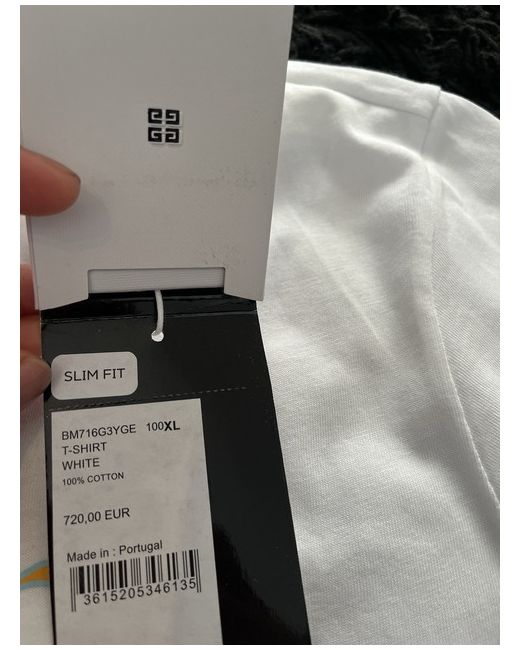 SLIM FIT
BM716G3YGE 100XL
T-SHIRT
WHITE
100% COTTON
720,00 EUR
Made in : Portugal
3615205346135